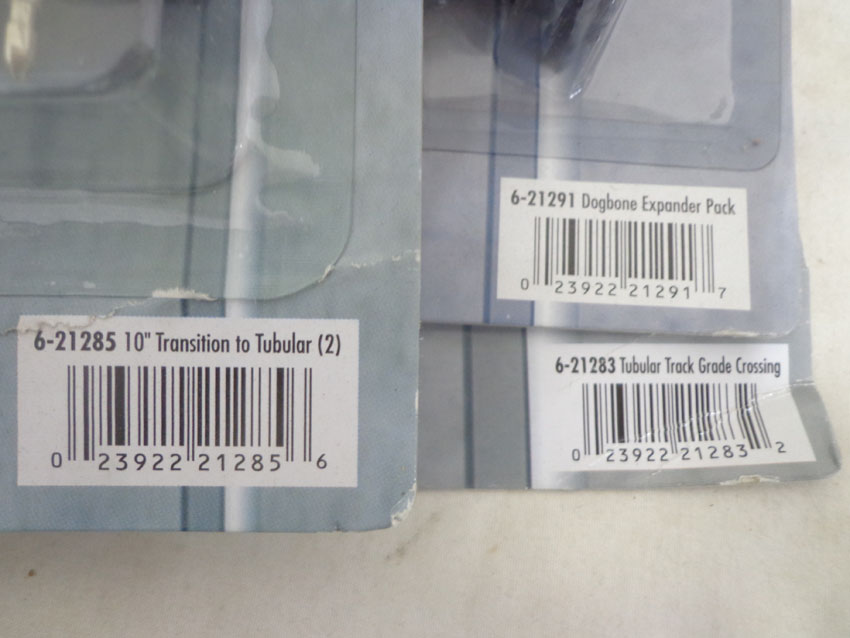 6-21291 Dogbone Expander Pack
0 23922 21291 7
6-21285 10" Transition to Tubular (2)
0 23922 21285 6
6-21283 Tubular Track Grade Crossing
0 23922 21283 2